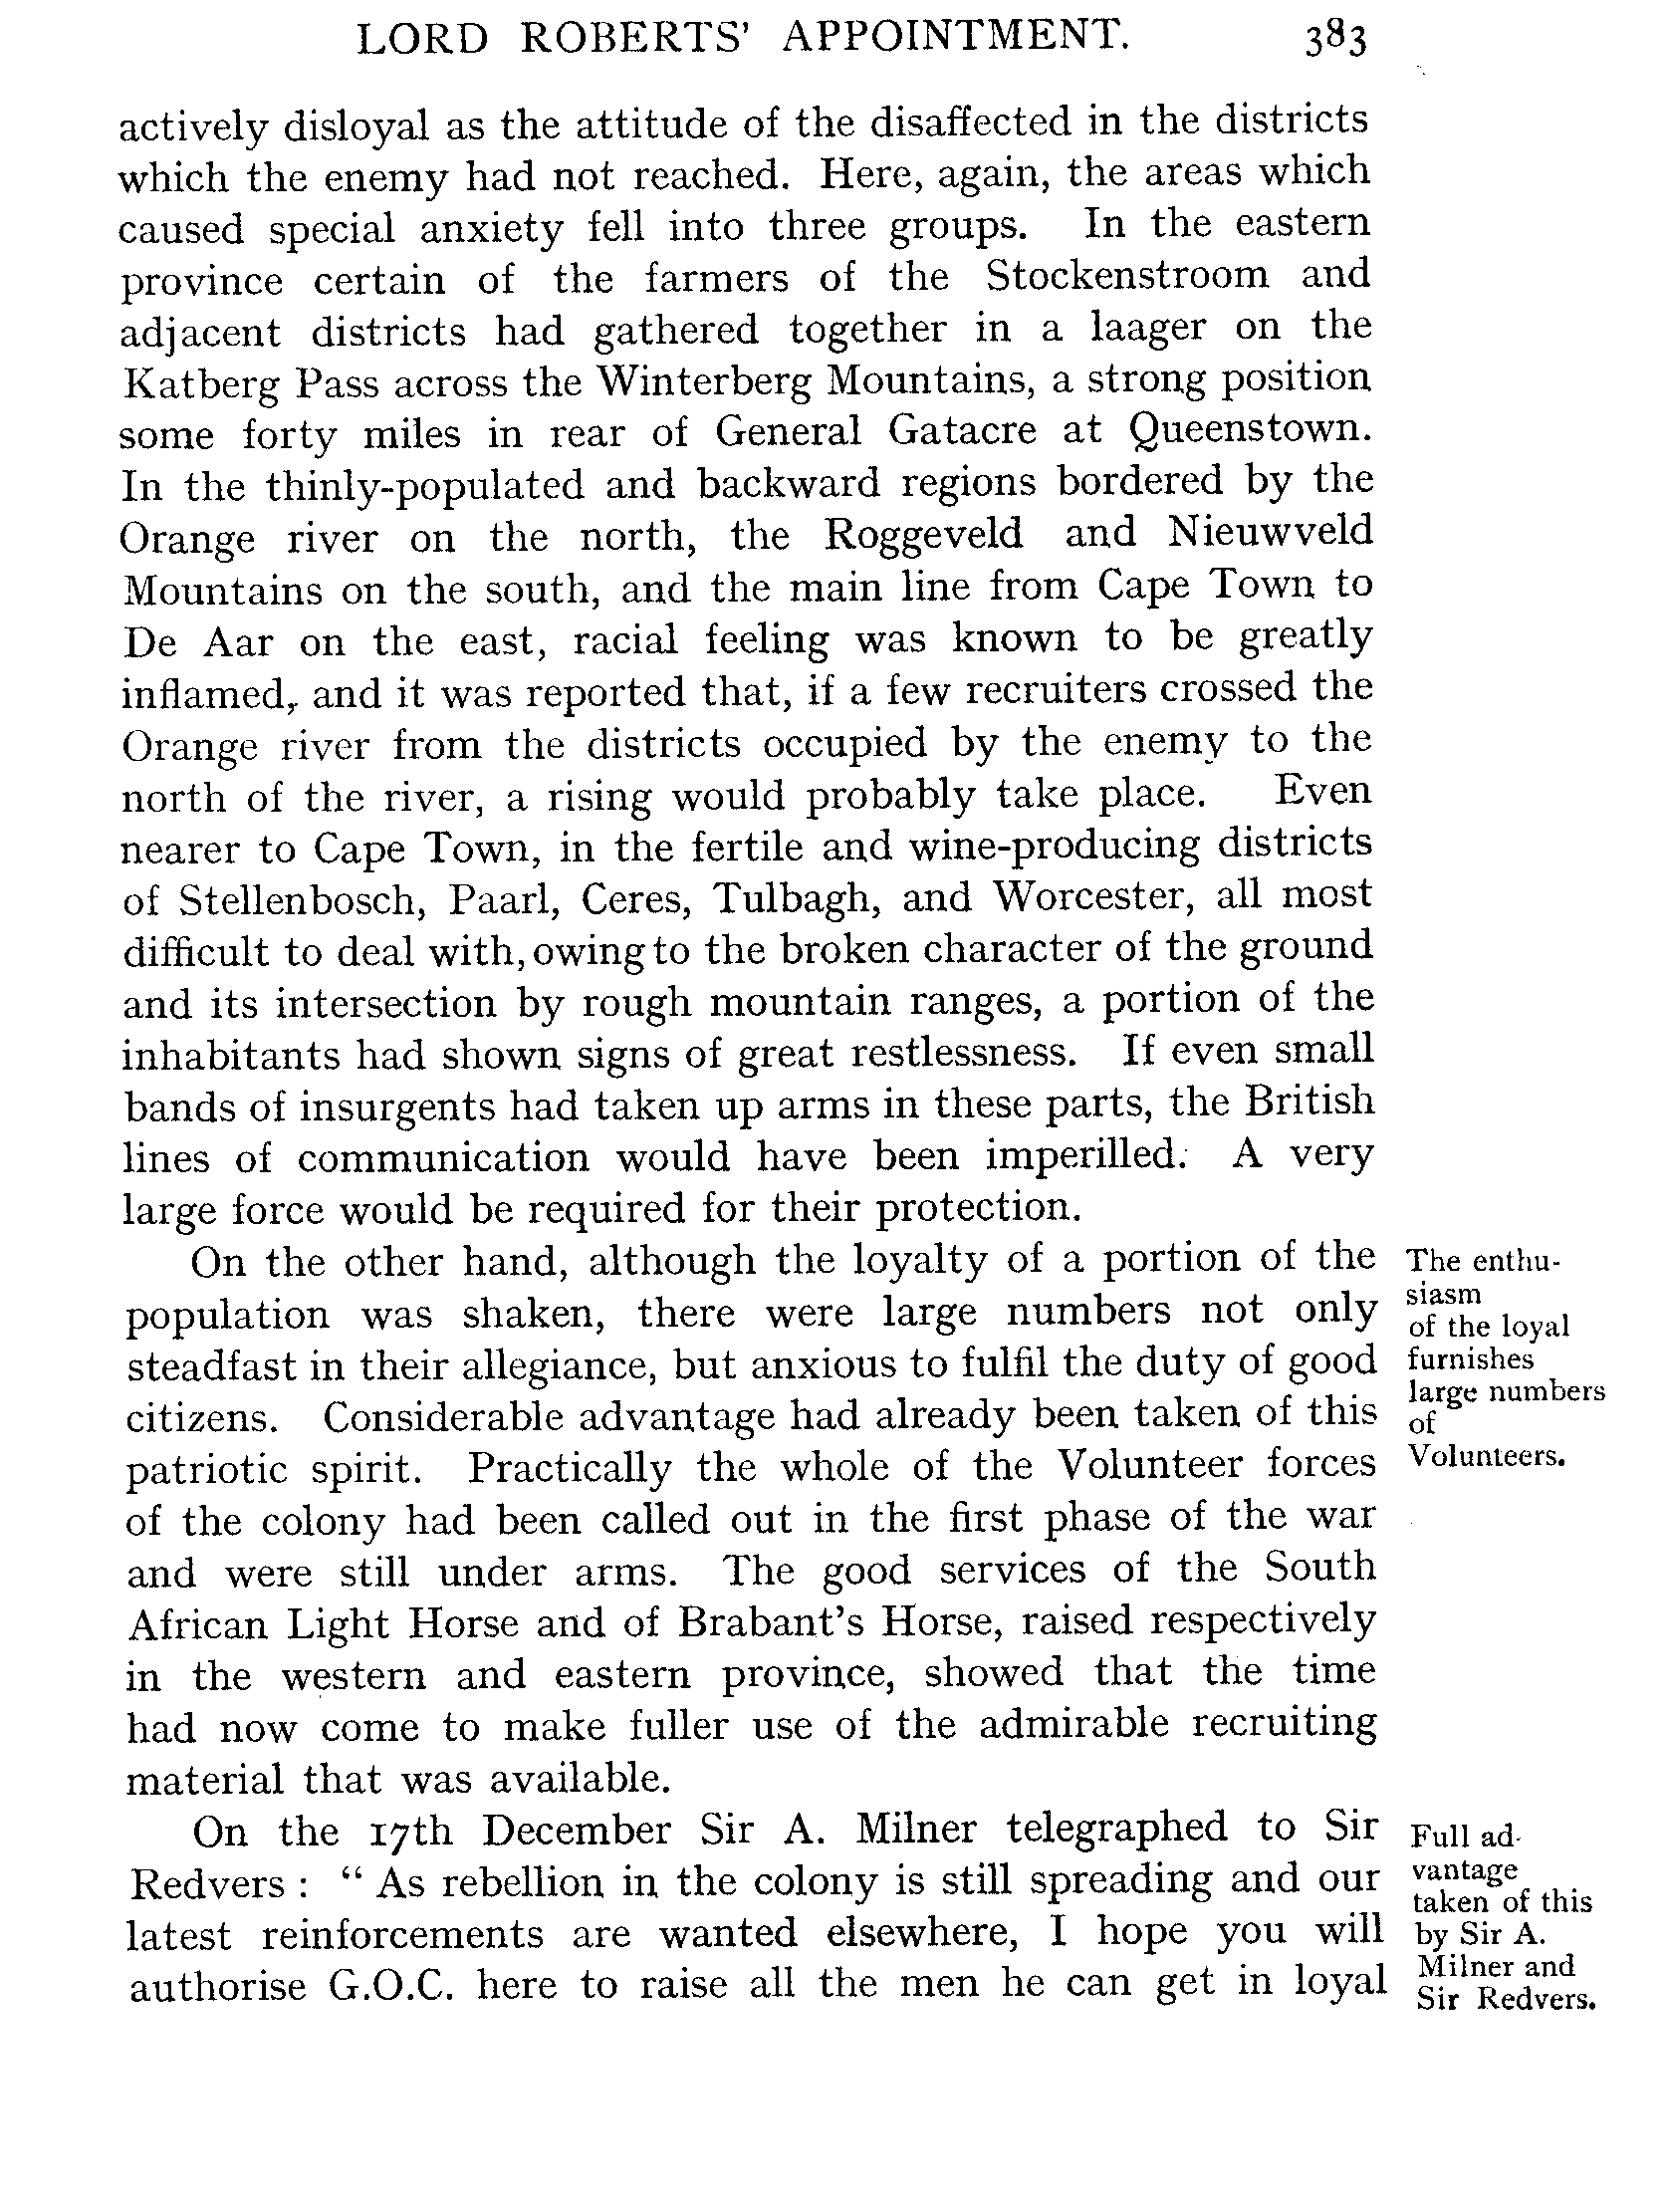 LORD ROBERTS' APPOINTMENT. 383
actively disloyal as the attitude of the disaffected in the districts
which the enemy had not reached. Here, again, the areas which
caused special anxiety fell into three groups. In the eastern
province certain of the farmers of the Stockenstroom and
adjacent districts had gathered together in a laager on the
Katberg Pass across the Winterberg Mountains, a strong position
some forty miles in rear of General Gatacre at Queenstown.
In the thinly-populated and backward regions bordered by the
Orange river on the north, the Roggeveld and Nieuwveld
Mountains on the south, and the main line from Cape Town to
De Aar on the east, racial feeling was known to be greatly
inflamed, and it was reported that, if a few recruiters crossed the
Orange river from the districts occupied by the enemy to the
north of the river, a rising would probably take place. Even
nearer to Cape Town, in the fertile and wine-producing districts
of Stellenbosch, Paarl, Ceres, Tulbagh, and Worcester, all most
difficult to deal with, owing to the broken character of the ground
and its intersection by rough mountain ranges, a portion of the
inhabitants had shown signs of great restlessness. If even small
bands of insurgents had taken up arms in these parts, the British
lines of communication would have been imperilled. A very
large force would be required for their protection.
On the other hand, although the loyalty of a portion of the
population was shaken, there were large numbers not only
steadfast in their allegiance, but anxious to fulfil the duty of good
citizens. Considerable advantage had already been taken of this
patriotic spirit. Practically the whole of the Volunteer forces
of the colony had been called out in the first phase of the war
and were still under arms. The good services of the South
African Light Horse and of Brabant's Horse, raised respectively
in the western and eastern province, showed that the time
had now come to make fuller use of the admirable recruiting
material that was available.
The enthu-
siasm
of the loyal
furnishes
large numbers
of
Volunteers.
On the 17th December Sir A. Milner telegraphed to Sir
Redvers : “ As rebellion in the colony is still spreading and our
latest reinforcements are wanted elsewhere, I hope you will
authorise G.O.C. here to raise all the men he can get in loyal
Full ad-
vantage
taken of this
by Sir A.
Milner and
Sir Redvers.